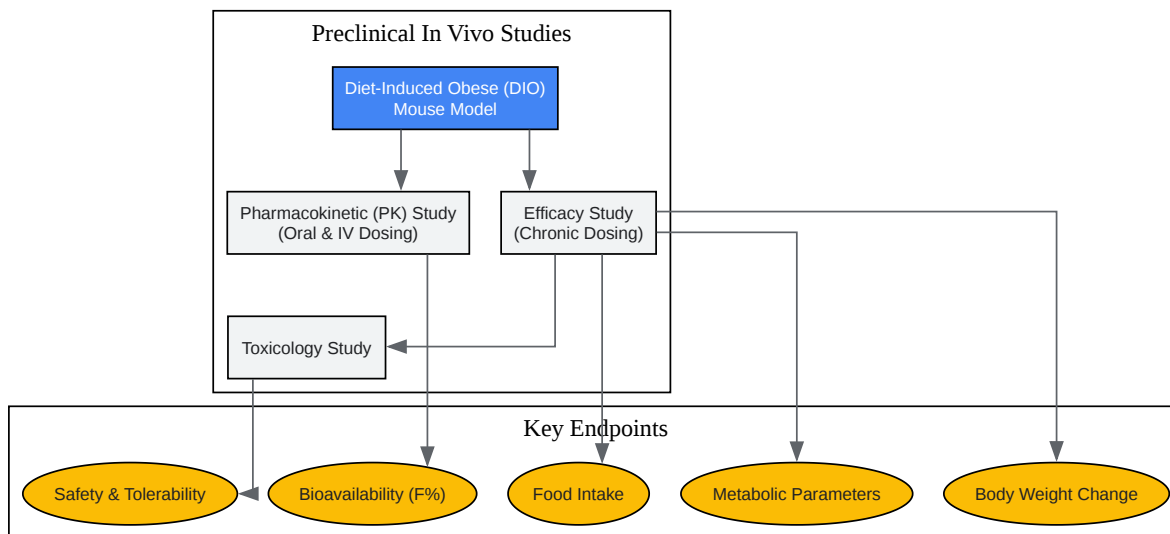 Preclinical In Vivo Studies
Diet-Induced Obese (DIO)
Mouse Model
Pharmacokinetic (PK) Study
(Oral & IV Dosing)
Efficacy Study
(Chronic Dosing)
Toxicology Study
Key Endpoints
Safety & Tolerability
Bioavailability (F%)
Food Intake
Metabolic Parameters
Body Weight Change